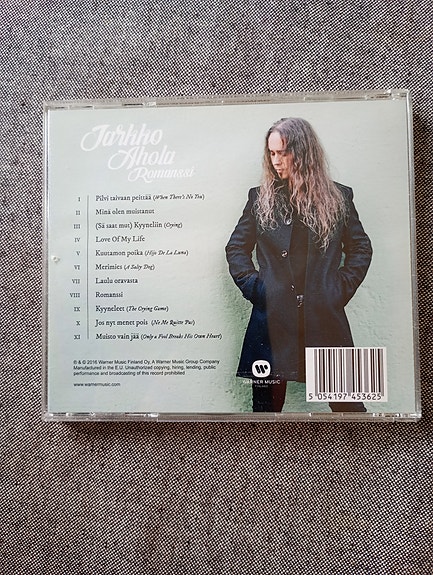 Jarkko
Ahola
Romanssi
I Pilvi taivaan peittää (When There's No You)
II Minä olen muistanut
III (Sä saat mut) Kyyneliin (Crying)
IV Love Of My Life
V Kuutamon poika (Hijo De La Luna)
VI Merimies (A Salty Dog)
VII Laulu oravasta
VIII Romanssi
IX Kyyneleet (The Crying Game)
X Jos nyt menet pois (Ne Me Quitte Pas)
XI Muisto vain jää (Only a Fool Breaks His Own Heart)
℗ & © 2016 Warner Music Finland Oy, A Warner Music Group Company
Manufactured in the E.U. Unauthorized copying, hiring, lending, public
performance and broadcasting of this record prohibited
www.warnermusic.com
WARNER MUSIC
FINLAND
5 054197 453625